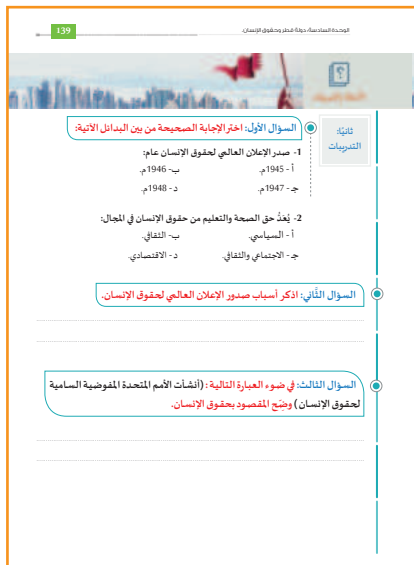 الوحدة السادسة: دولة قطر وحقوق الإنسان.
139
ثانيًا:
التدريبات
السؤال الأول: اختر الإجابة الصحيحة من بين البدائل الآتية:
1- صدر الإعلان العالمي لحقوق الإنسان عام:
أ - 1945م. ب- 1946م.
جـ - 1947م. د - 1948م.
2- يُعَدُّ حق الصحة والتعليم من حقوق الإنسان في المجال:
أ - السياسي. ب- الثقافي.
جـ - الاجتماعي والثقافي. د - الاقتصادي.
السؤال الثَّاني: اذكر أسباب صدور الإعلان العالمي لحقوق الإنسان.
السؤال الثالث: في ضوء العبارة التالية: (أنشأت الأمم المتحدة المفوضية السامية
لحقوق الإنسان) وضِّح المقصود بحقوق الإنسان.